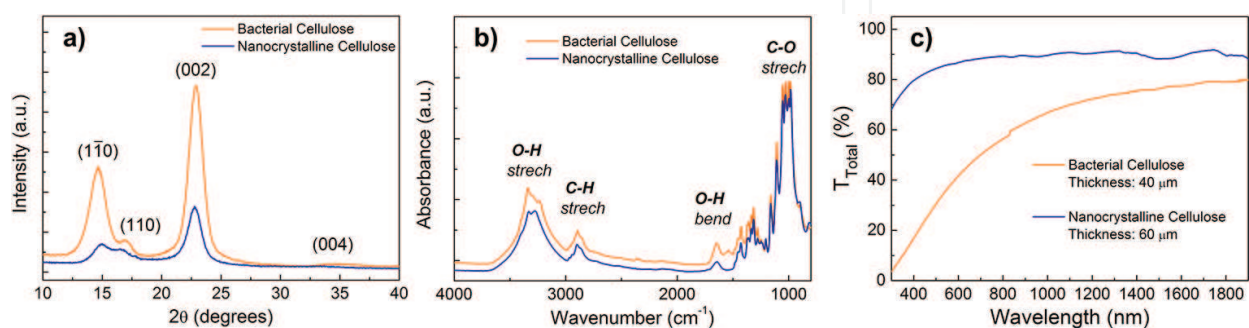 a)
Bacterial Cellulose
Nanocrystalline Cellulose
(002)
(11̅0)
(110)
(004)
Intensity (a.u.)
10 15 20 25 30 35 40
2θ (degrees)
b)
Bacterial Cellulose
Nanocrystalline Cellulose
C-O
strech
O-H
strech
C-H
strech
O-H
bend
Absorbance (a.u.)
4000 3000 2000 1000
Wavenumber (cm⁻¹)
c)
100
80
60
40
20
0
T_Total (%)
Bacterial Cellulose
Thickness: 40 μm
Nanocrystalline Cellulose
Thickness: 60 μm
400 600 800 1000 1200 1400 1600 1800
Wavelength (nm)